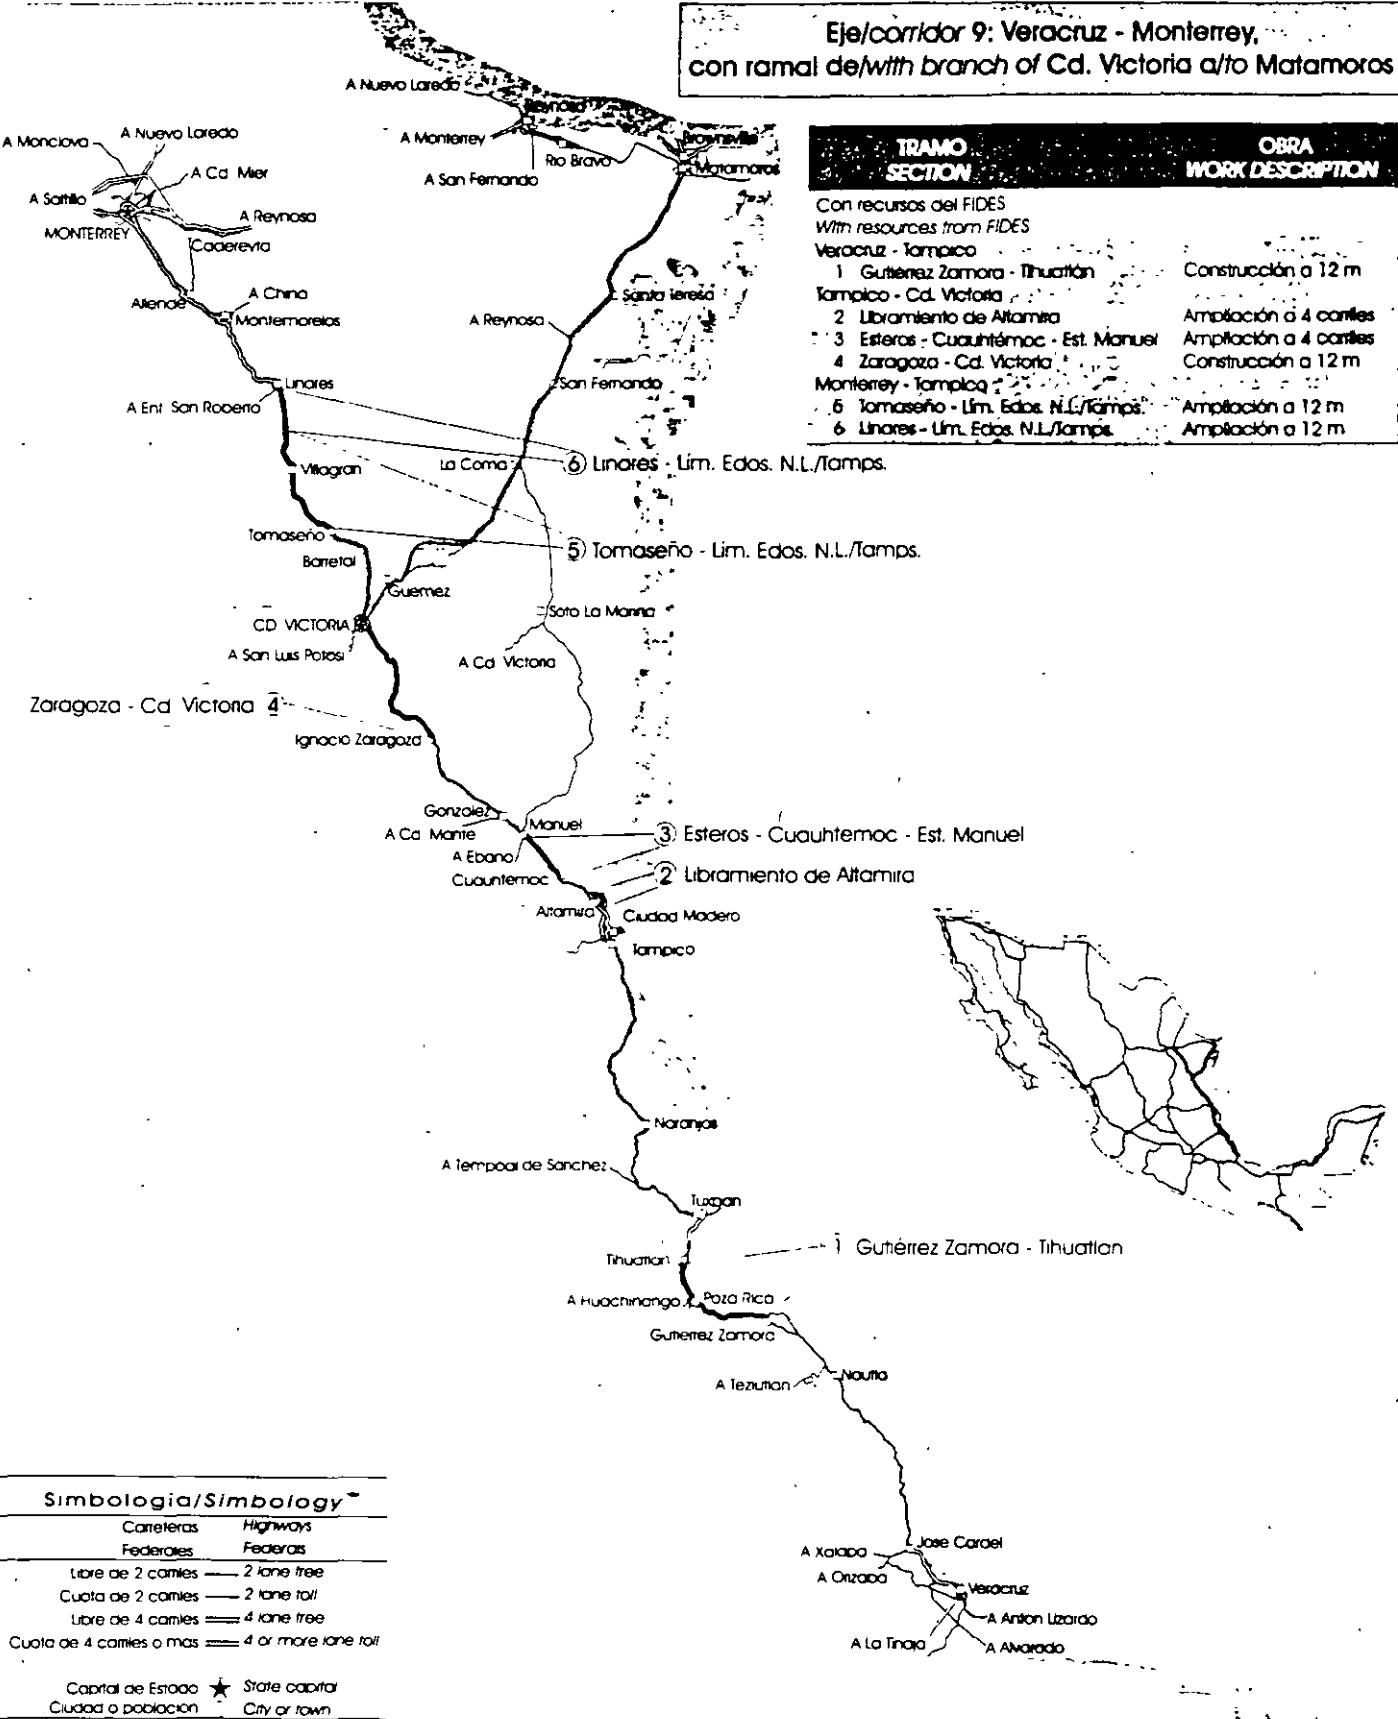 Eje/corridor 9: Veracruz - Monterrey,
con ramal de/with branch of Cd. Victoria a/to Matamoros
TRAMO OBRA
SECTION WORK DESCRIPTION
Con recursos del FIDES
With resources from FIDES
Veracruz - Tampico
1 Gutiérrez Zamora - Tihuatlán Construcción a 12 m
Tampico - Cd. Victoria
2 Libramiento de Altamira Ampliación a 4 carriles
3 Esteros - Cuauhtémoc - Est. Manuel Ampliación a 4 carriles
4 Zaragoza - Cd. Victoria Construcción a 12 m
Monterrey - Tampico
5 Tomaseño - Lím. Edos. N.L./Tamps. Ampliación a 12 m
6 Linares - Lím. Edos. N.L./Tamps. Ampliación a 12 m
A Nuevo Laredo
Reynosa
A Monterrey
Río Bravo
A San Fernando
Brownsville
Matamoros
A Monclova
A Nuevo Laredo
A Cd Mier
A Saltillo
A Reynosa
MONTERREY
Cadereyta
Allende
A China
Montemorelos
Santa Teresa
A Reynosa
Linares
San Fernando
A Ent San Roberto
Villagran
La Coma
6 Linares - Lím. Edos. N.L./Tamps.
Tomaseño
5 Tomaseño - Lim. Edos. N.L./Tamps.
Barretal
Guemez
CD VICTORIA
Soto La Marina
A San Luis Potosi
A Cd Victoria
Zaragoza - Cd Victoria 4
Ignacio Zaragoza
Gonzalez
Manuel
A Cd Mante
3 Esteros - Cuauhtemoc - Est. Manuel
A Ebano
Cuauhtemoc
2 Libramiento de Altamira
Altamira
Ciudad Madero
Tampico
Naranjos
A Tempoal de Sanchez
Tuxpan
1 Gutiérrez Zamora - Tihuatlan
Tihuatlan
A Huachinango
Poza Rica
Gutierrez Zamora
Nautla
A Teziutlan
Jose Cardel
A Xalapa
A Orizaba
Veracruz
A Anton Lizardo
A La Tinaja
A Alvarado
Simbologia/Simbology
Carreteras Highways
Federales Federals
Libre de 2 carriles 2 lane free
Cuota de 2 carriles 2 lane toll
Libre de 4 carriles 4 lane free
Cuota de 4 carriles o mas 4 or more lane toll
Capital de Estado State capital
Ciudad o poblacion City or town